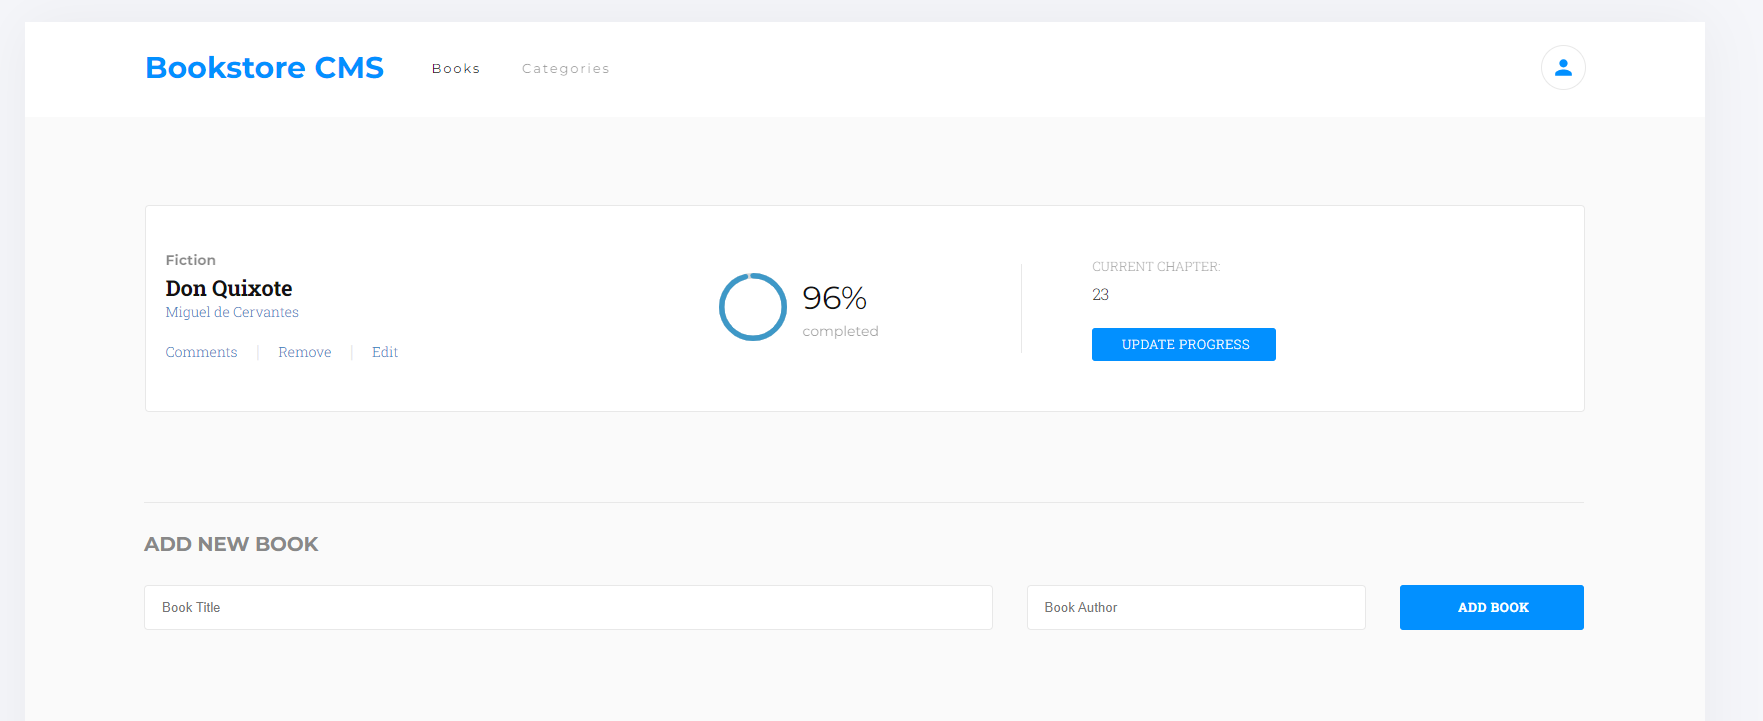 Bookstore CMS Books Categories
Fiction
Don Quixote
Miguel de Cervantes
Comments Remove Edit
96%
completed
CURRENT CHAPTER:
23
UPDATE PROGRESS
ADD NEW BOOK
Book Title Book Author ADD BOOK